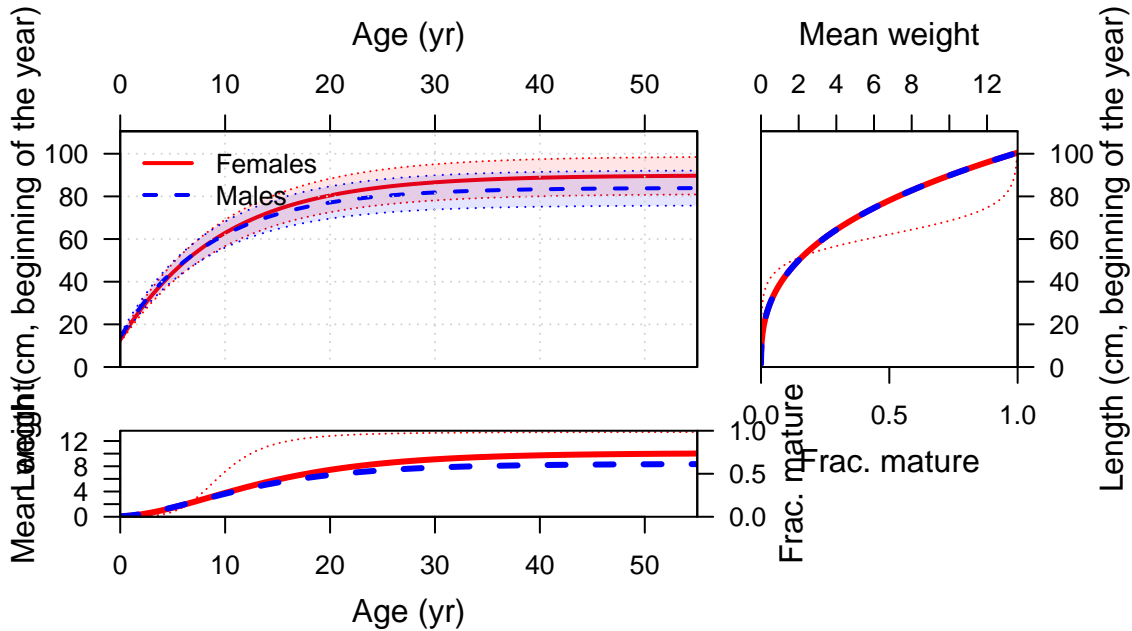 Age (yr)
Mean weight
0 10 20 30 40 50
0 2 4 6 8 12
Length (cm, beginning of the year)
100
80
60
40
20
0
Females
Males
100
80
60
40
20
0
Length (cm, beginning of the year)
0.0 0.5 1.0
Frac. mature
Mean weight
12
8
4
0
1.0
0.5
0.0
Frac. mature
0 10 20 30 40 50
Age (yr)